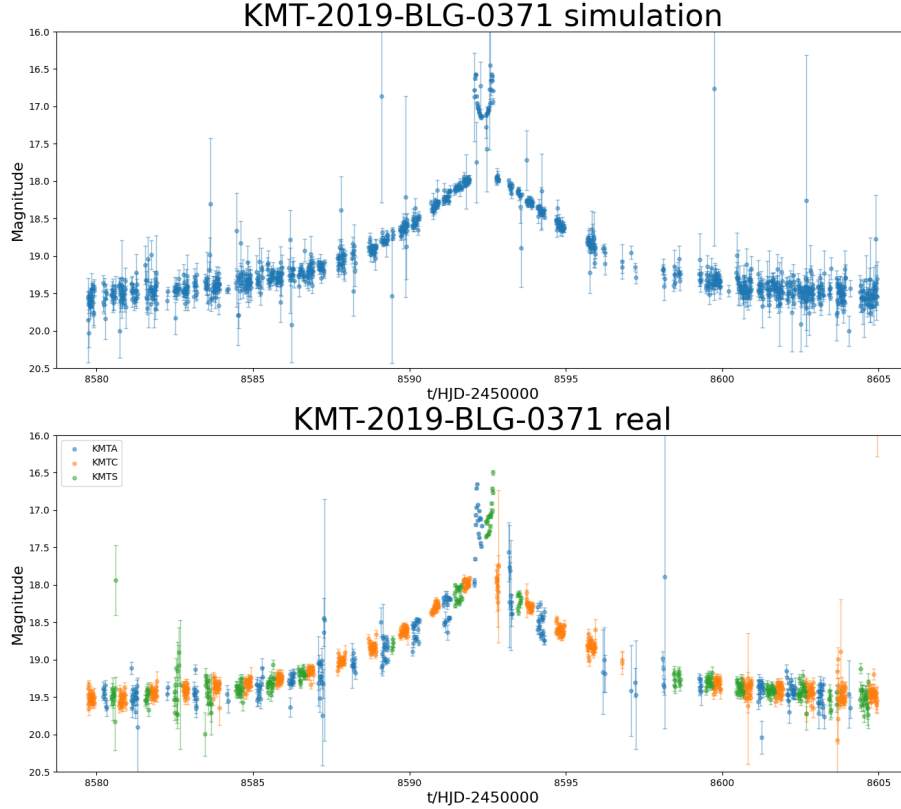 KMT-2019-BLG-0371 simulation
16.0
16.5
17.0
17.5
18.0
18.5
19.0
19.5
20.0
20.5
Magnitude
8580 8585 8590 8595 8600 8605
t/HJD-2450000
KMT-2019-BLG-0371 real
KMTA
KMTC
KMTS
16.0
16.5
17.0
17.5
18.0
18.5
19.0
19.5
20.0
20.5
Magnitude
8580 8585 8590 8595 8600 8605
t/HJD-2450000